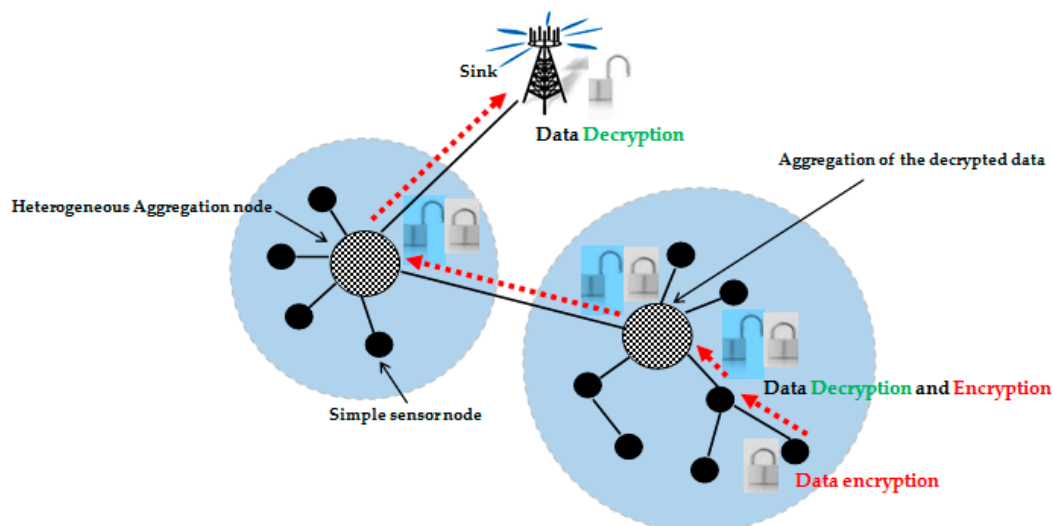 Sink
Data Decryption
Aggregation of the decrypted data
Heterogeneous Aggregation node
Data Decryption and Encryption
Simple sensor node
Data encryption